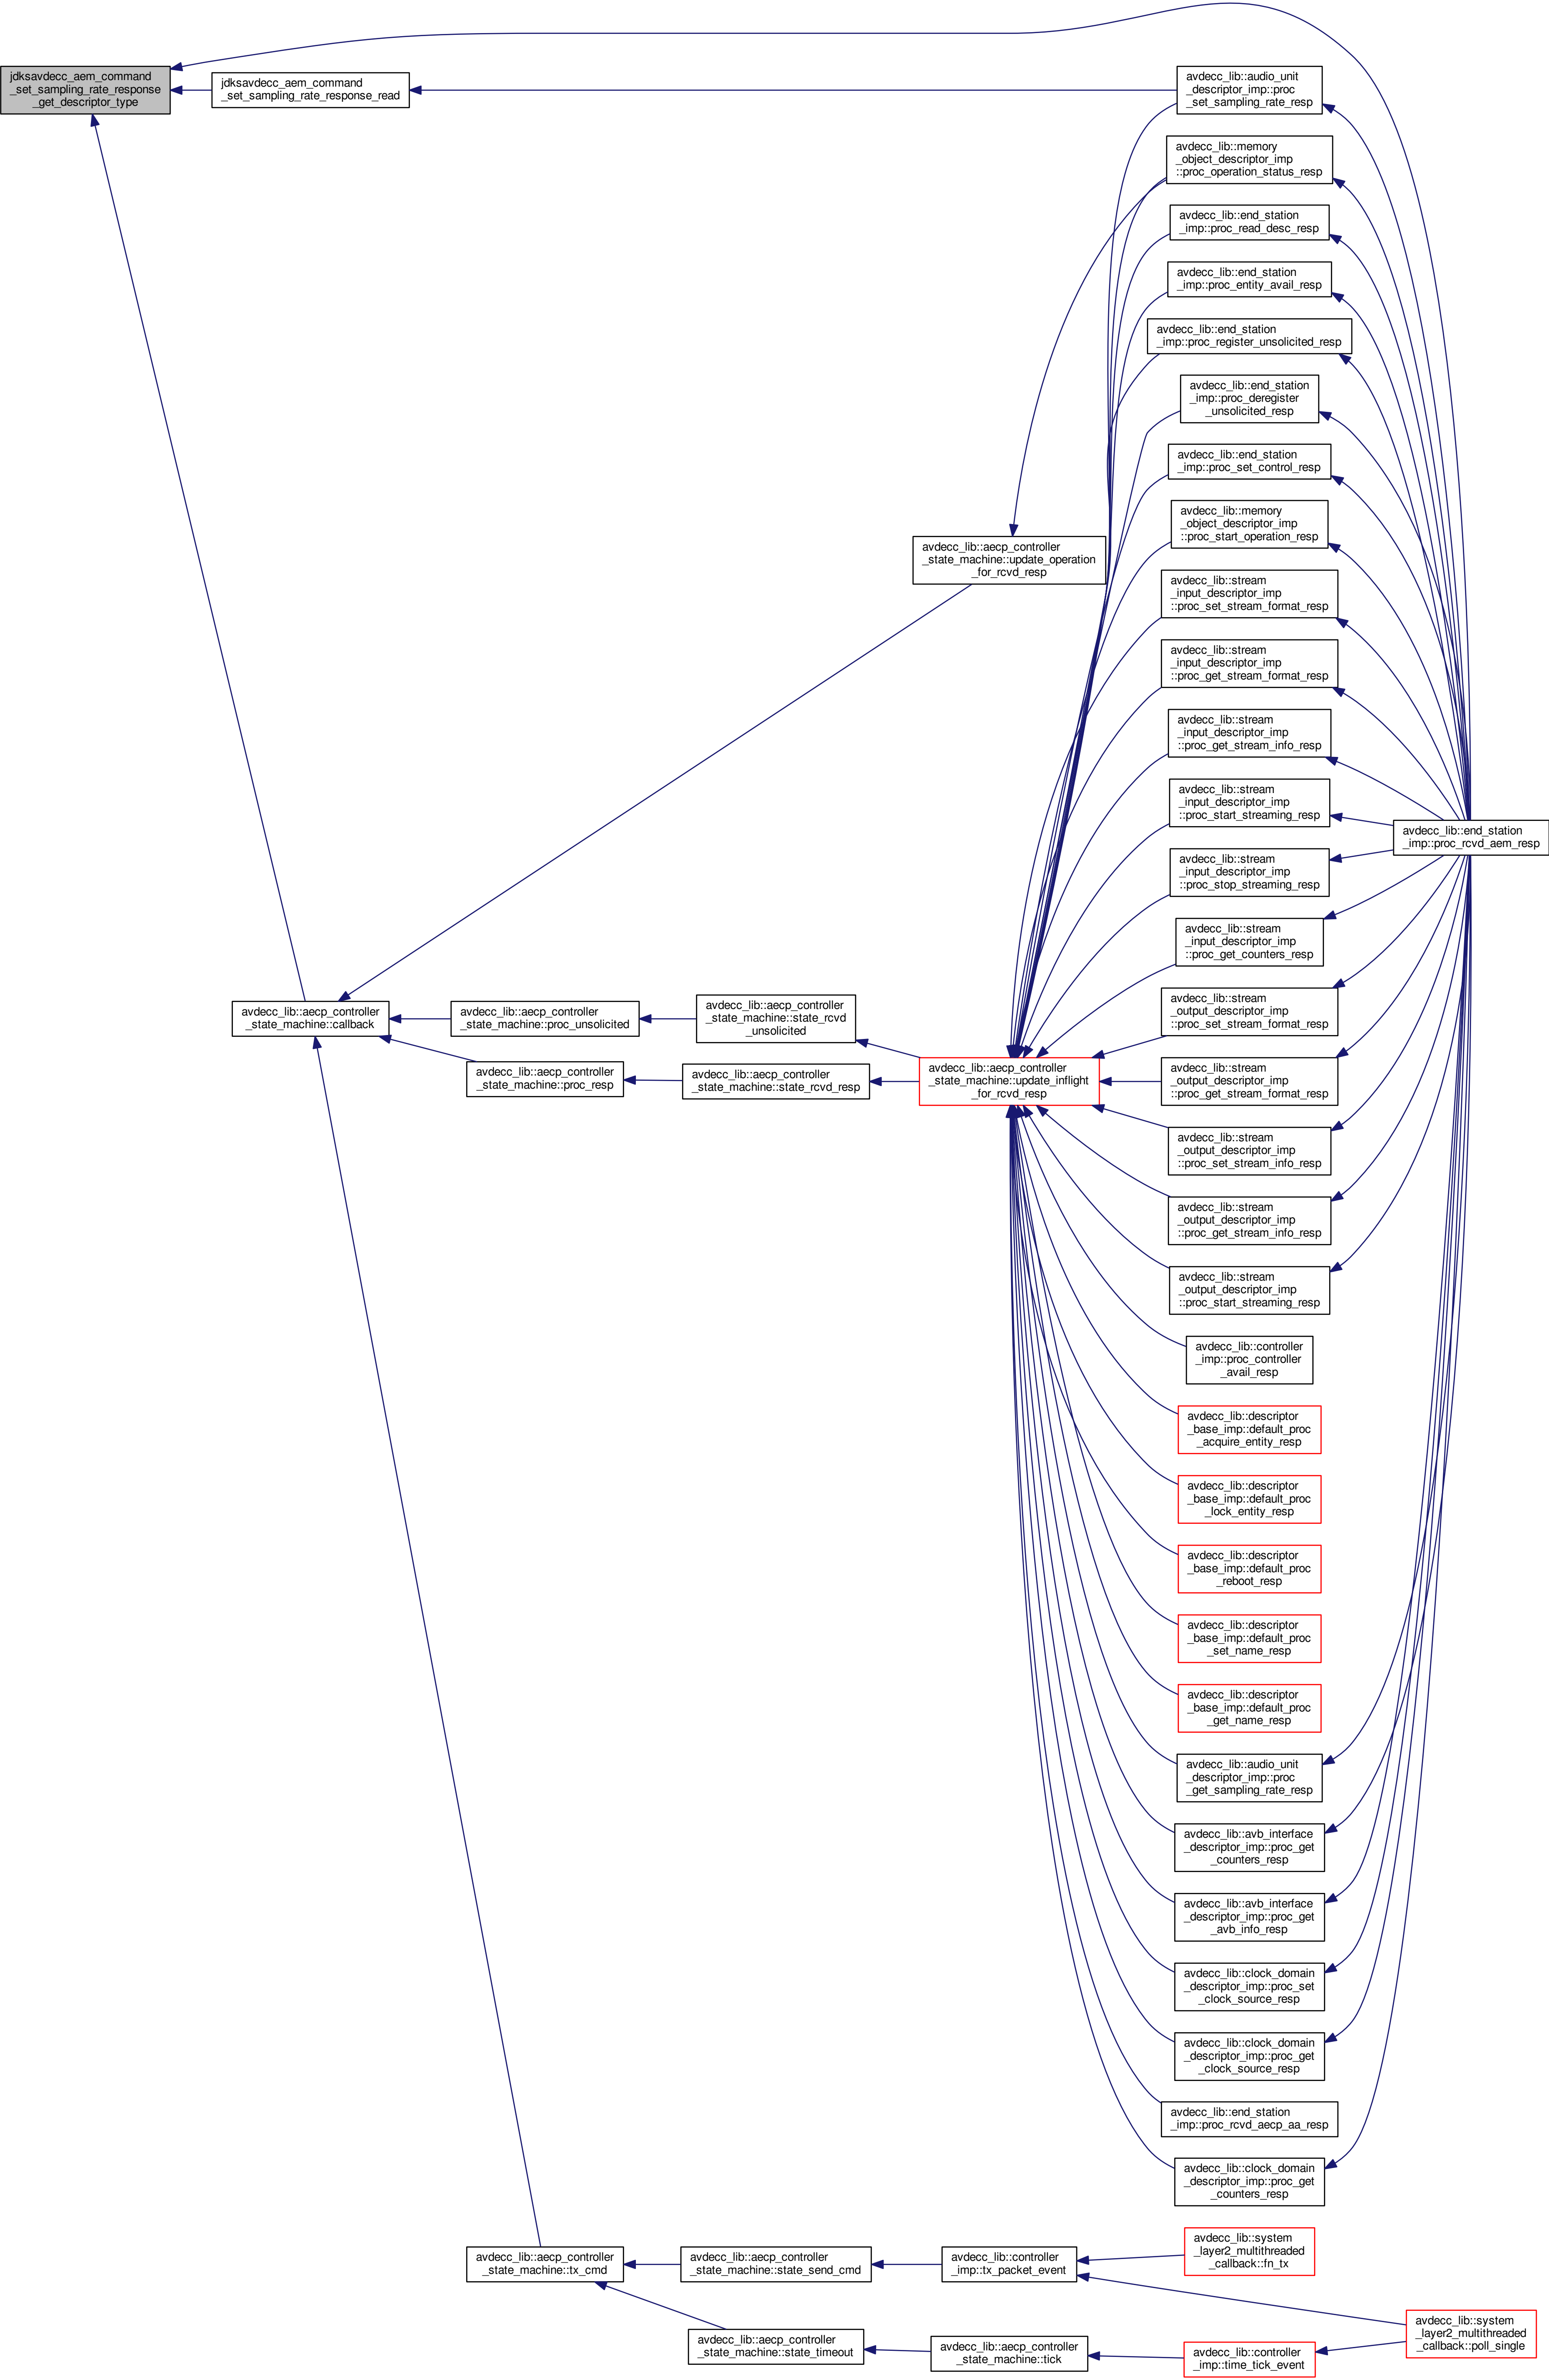 jdksavdecc_aem_command
_set_sampling_rate_response
_get_descriptor_type
jdksavdecc_aem_command
_set_sampling_rate_response_read
avdecc_lib::audio_unit
_descriptor_imp::proc
_set_sampling_rate_resp
avdecc_lib::memory
_object_descriptor_imp
::proc_operation_status_resp
avdecc_lib::end_station
_imp::proc_read_desc_resp
avdecc_lib::end_station
_imp::proc_entity_avail_resp
avdecc_lib::end_station
_imp::proc_register_unsolicited_resp
avdecc_lib::end_station
_imp::proc_deregister
_unsolicited_resp
avdecc_lib::end_station
_imp::proc_set_control_resp
avdecc_lib::memory
_object_descriptor_imp
::proc_start_operation_resp
avdecc_lib::aecp_controller
_state_machine::update_operation
_for_rcvd_resp
avdecc_lib::stream
_input_descriptor_imp
::proc_set_stream_format_resp
avdecc_lib::stream
_input_descriptor_imp
::proc_get_stream_format_resp
avdecc_lib::stream
_input_descriptor_imp
::proc_get_stream_info_resp
avdecc_lib::stream
_input_descriptor_imp
::proc_start_streaming_resp
avdecc_lib::end_station
_imp::proc_rcvd_aem_resp
avdecc_lib::stream
_input_descriptor_imp
::proc_stop_streaming_resp
avdecc_lib::stream
_input_descriptor_imp
::proc_get_counters_resp
avdecc_lib::aecp_controller
_state_machine::callback
avdecc_lib::aecp_controller
_state_machine::proc_unsolicited
avdecc_lib::aecp_controller
_state_machine::state_rcvd
_unsolicited
avdecc_lib::stream
_output_descriptor_imp
::proc_set_stream_format_resp
avdecc_lib::aecp_controller
_state_machine::proc_resp
avdecc_lib::aecp_controller
_state_machine::state_rcvd_resp
avdecc_lib::aecp_controller
_state_machine::update_inflight
_for_rcvd_resp
avdecc_lib::stream
_output_descriptor_imp
::proc_get_stream_format_resp
avdecc_lib::stream
_output_descriptor_imp
::proc_set_stream_info_resp
avdecc_lib::stream
_output_descriptor_imp
::proc_get_stream_info_resp
avdecc_lib::stream
_output_descriptor_imp
::proc_start_streaming_resp
avdecc_lib::controller
_imp::proc_controller
_avail_resp
avdecc_lib::descriptor
_base_imp::default_proc
_acquire_entity_resp
avdecc_lib::descriptor
_base_imp::default_proc
_lock_entity_resp
avdecc_lib::descriptor
_base_imp::default_proc
_reboot_resp
avdecc_lib::descriptor
_base_imp::default_proc
_set_name_resp
avdecc_lib::descriptor
_base_imp::default_proc
_get_name_resp
avdecc_lib::audio_unit
_descriptor_imp::proc
_get_sampling_rate_resp
avdecc_lib::avb_interface
_descriptor_imp::proc_get
_counters_resp
avdecc_lib::avb_interface
_descriptor_imp::proc_get
_avb_info_resp
avdecc_lib::clock_domain
_descriptor_imp::proc_set
_clock_source_resp
avdecc_lib::clock_domain
_descriptor_imp::proc_get
_clock_source_resp
avdecc_lib::end_station
_imp::proc_rcvd_aecp_aa_resp
avdecc_lib::clock_domain
_descriptor_imp::proc_get
_counters_resp
avdecc_lib::aecp_controller
_state_machine::tx_cmd
avdecc_lib::aecp_controller
_state_machine::state_send_cmd
avdecc_lib::controller
_imp::tx_packet_event
avdecc_lib::system
_layer2_multithreaded
_callback::fn_tx
avdecc_lib::aecp_controller
_state_machine::state_timeout
avdecc_lib::aecp_controller
_state_machine::tick
avdecc_lib::controller
_imp::time_tick_event
avdecc_lib::system
_layer2_multithreaded
_callback::poll_single